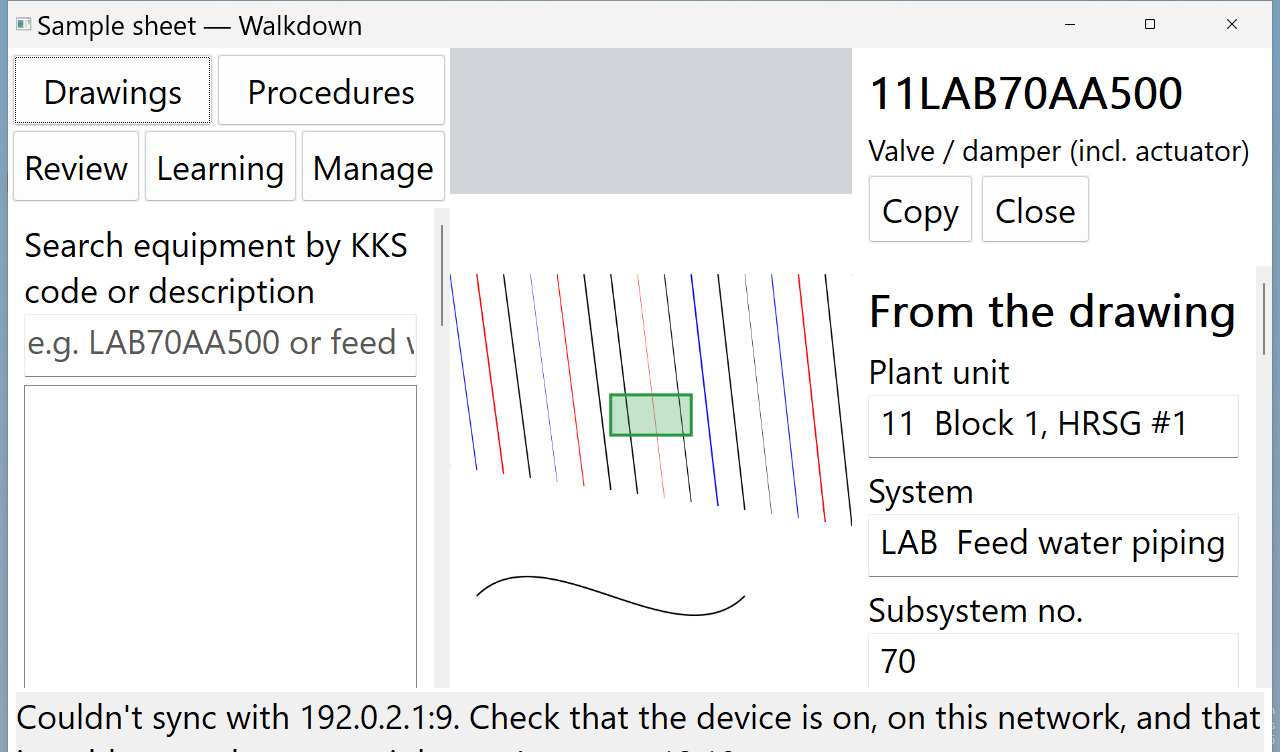 Sample sheet — Walkdown
Drawings
Procedures
Review
Learning
Manage
Search equipment by KKS
code or description
e.g. LAB70AA500 or feed
11LAB70AA500
Valve / damper (incl. actuator)
Copy
Close
From the drawing
Plant unit
11 Block 1, HRSG #1
System
LAB Feed water piping
Subsystem no.
70
Couldn't sync with 192.0.2.1:9. Check that the device is on, on this network, and that